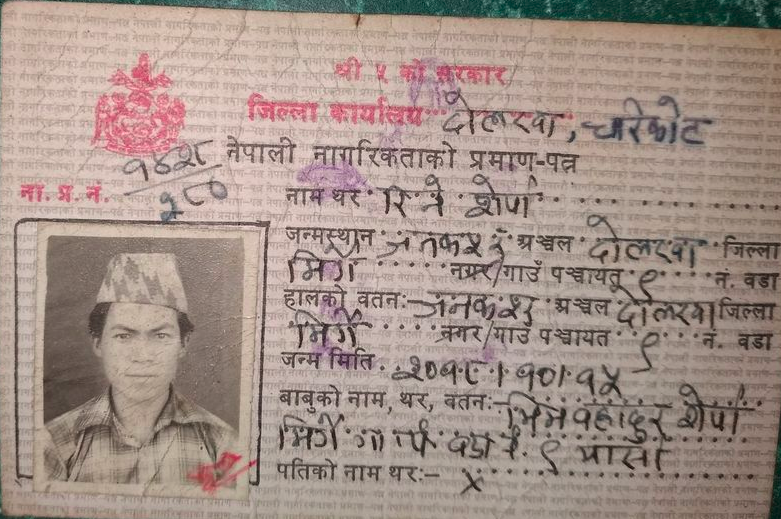 श्री ५ को सरकार
जिल्ला कार्यालय दोलखा, चरिकोट
नेपाली नागरिकताको प्रमाण-पत्र
ना. प्र. नं.
नाम थर रिने शेर्पा
जन्मस्थान जनकपुर अञ्चल दोलखा जिल्ला
मिर्गे नगर/गाउँ पञ्चायत ९ नं. वडा
हालको वतन:- जनकपुर अञ्चल दोलखा जिल्ला
मिर्गे नगर/गाउँ पञ्चायत ९ नं. वडा
जन्म मिति. २०१८।१०।१५
बाबुको नाम, थर, वतन:- भिमबहादुर शेर्पा
मिर्गे गा पं वडा नं. ९
पतिको नाम थर:- x